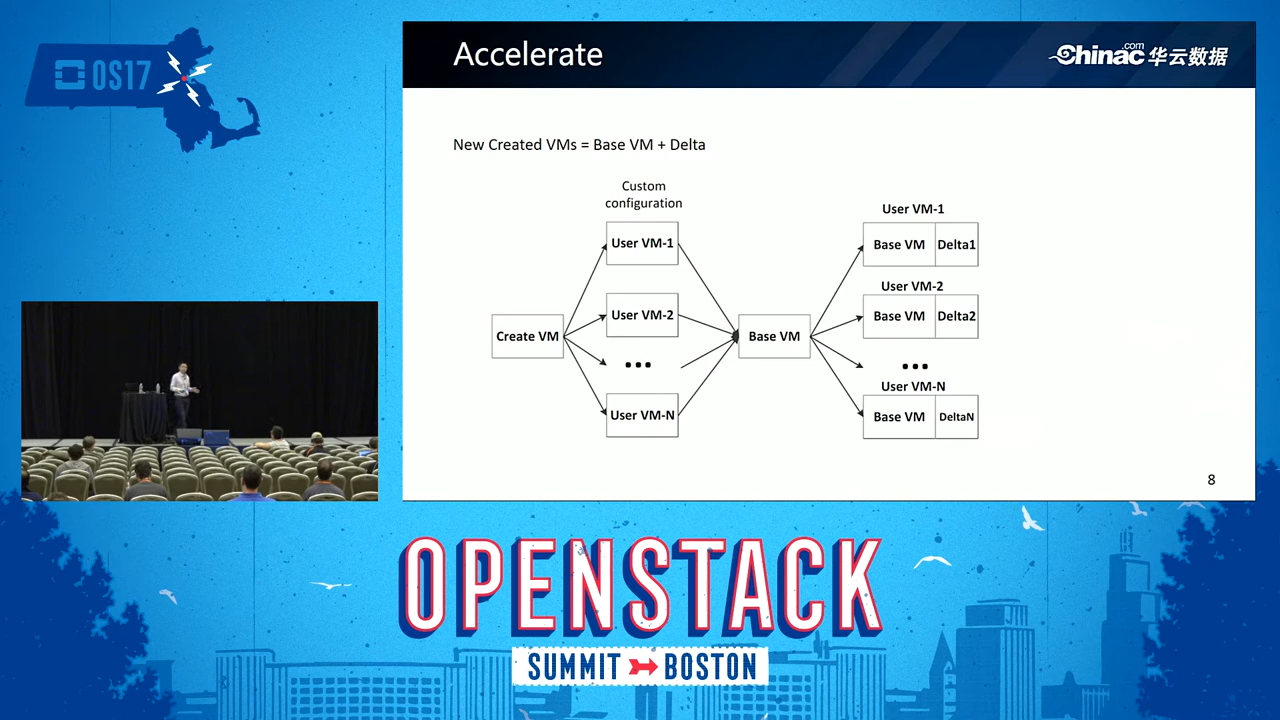 OS17
Accelerate
Chinac.com 华云数据
New Created VMs = Base VM + Delta
Custom
configuration
User VM-1
User VM-2
...
User VM-N
Create VM
Base VM
User VM-1
Base VM Delta1
User VM-2
Base VM Delta2
...
User VM-N
Base VM DeltaN
8
OPENSTACK
SUMMIT BOSTON